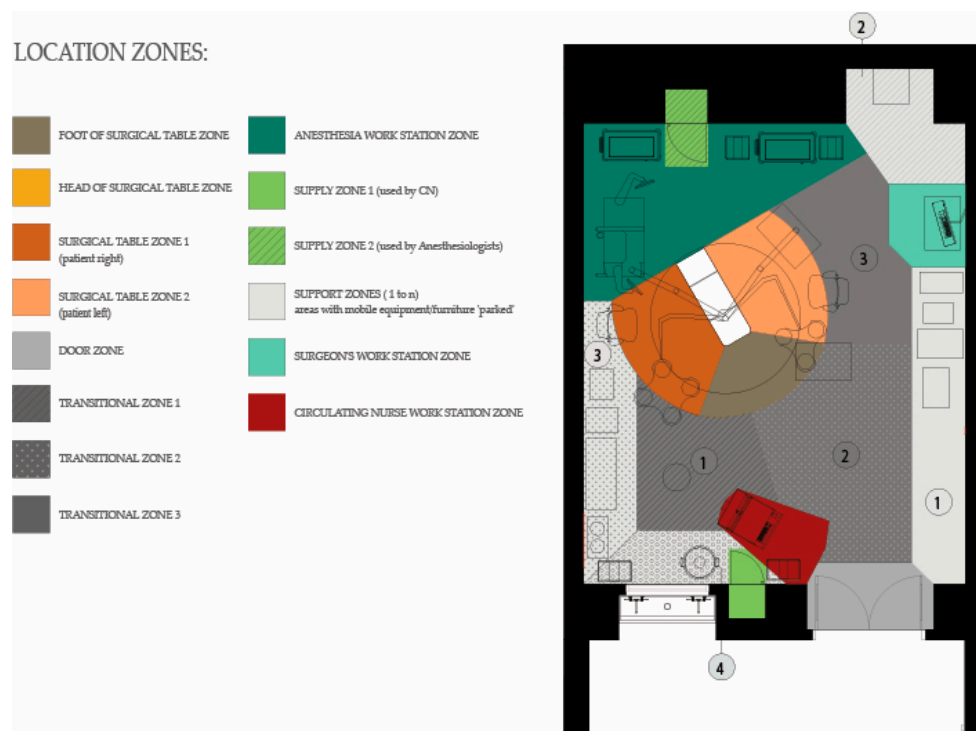 LOCATION ZONES:
FOOT OF SURGICAL TABLE ZONE
HEAD OF SURGICAL TABLE ZONE
SURGICAL TABLE ZONE 1
(patient right)
SURGICAL TABLE ZONE 2
(patient left)
DOOR ZONE
TRANSITIONAL ZONE 1
TRANSITIONAL ZONE 2
TRANSITIONAL ZONE 3
ANESTHESIA WORK STATION ZONE
SUPPLY ZONE 1 (used by CN)
SUPPLY ZONE 2 (used by Anesthesiologists)
SUPPORT ZONES ( 1 to n)
areas with mobile equipment/furniture 'parked'
SURGEON'S WORK STATION ZONE
CIRCULATING NURSE WORK STATION ZONE
2
3
3
2
1
1
4